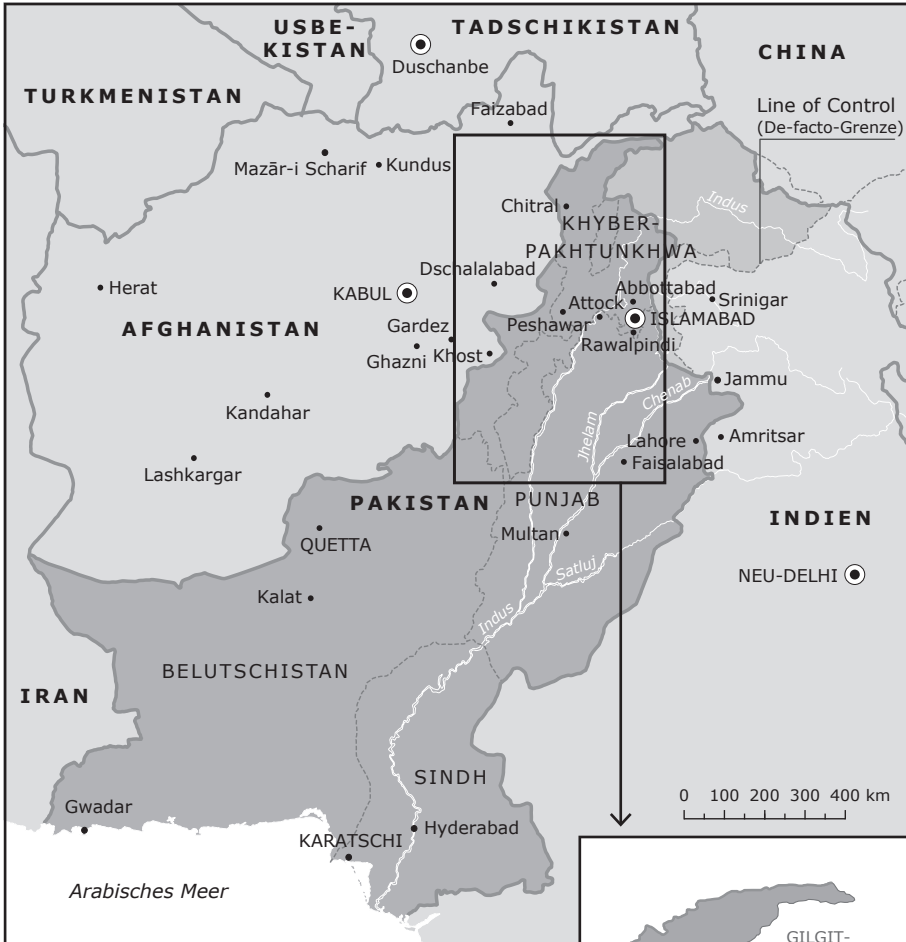 USBE-
KISTAN
TADSCHIKISTAN
Duschanbe
CHINA
TURKMENISTAN
Faizabad
Line of Control
(De-facto-Grenze)
Mazār-i Scharif
Kundus
Chitral
Indus
KHYBER-
PAKHTUNKHWA
Dschalalabad
Herat
KABUL
Abbottabad
Srinigar
Attock
AFGHANISTAN
Gardez
Peshawar
ISLAMABAD
Ghazni
Khost
Rawalpindi
Jammu
Chenab
Kandahar
Jhelam
Lahore
Amritsar
Lashkargar
Faisalabad
PAKISTAN
PUNJAB
INDIEN
QUETTA
Multan
Satluj
NEU-DELHI
Kalat
Indus
BELUTSCHISTAN
IRAN
SINDH
Gwadar
0 100 200 300 400 km
KARATSCHI
Hyderabad
Arabisches Meer
GILGIT-